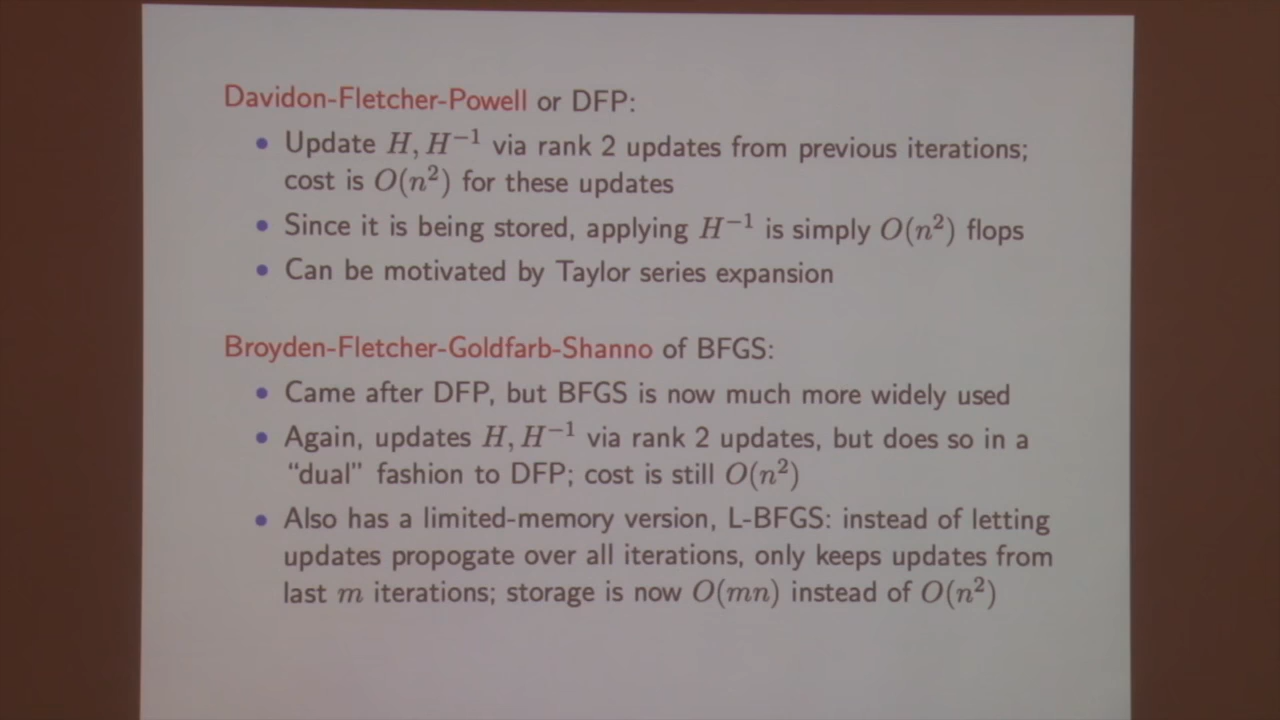 Davidon-Fletcher-Powell or DFP:
• Update H, H⁻¹ via rank 2 updates from previous iterations;
cost is O(n²) for these updates
• Since it is being stored, applying H⁻¹ is simply O(n²) flops
• Can be motivated by Taylor series expansion
Broyden-Fletcher-Goldfarb-Shanno of BFGS:
• Came after DFP, but BFGS is now much more widely used
• Again, updates H, H⁻¹ via rank 2 updates, but does so in a
“dual” fashion to DFP; cost is still O(n²)
• Also has a limited-memory version, L-BFGS: instead of letting
updates propogate over all iterations, only keeps updates from
last m iterations; storage is now O(mn) instead of O(n²)